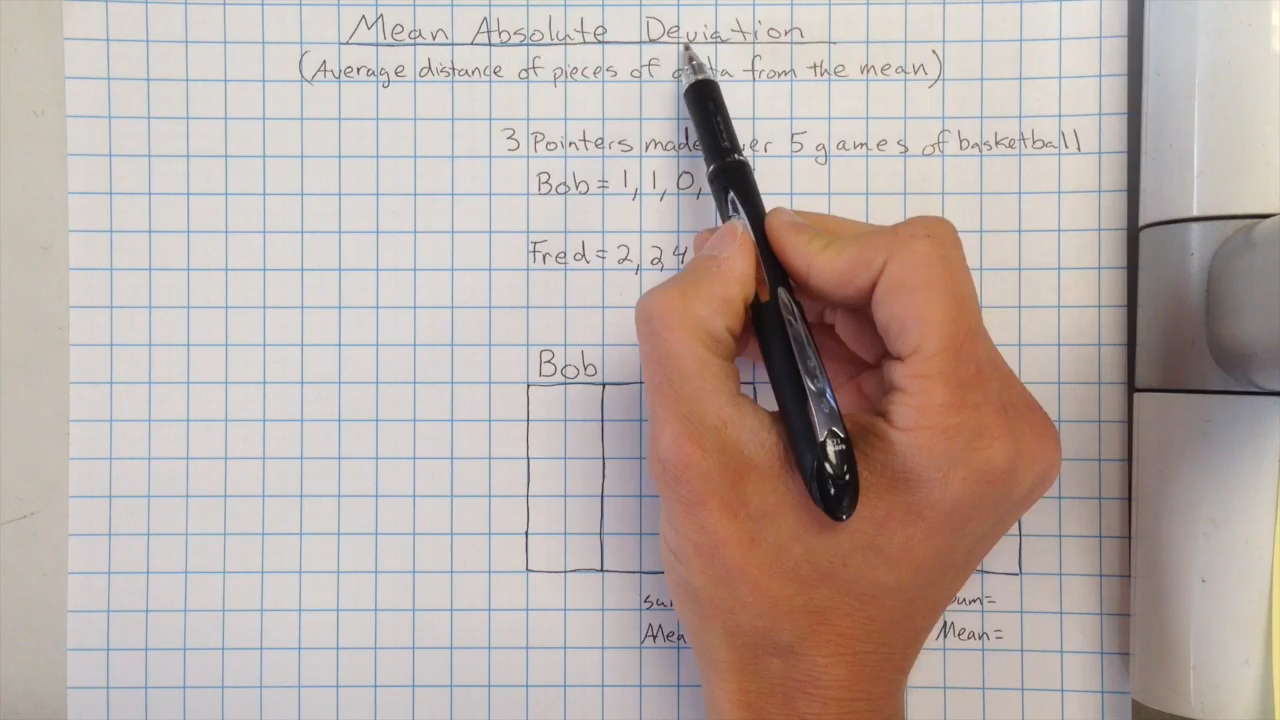 Mean Absolute Deviation
(Average distance of pieces of data from the mean)
3 Pointers made 5 games of basketball
Bob = 1, 1, 0,
Fred = 2, 2, 4
Bob
Sum=
Mean=